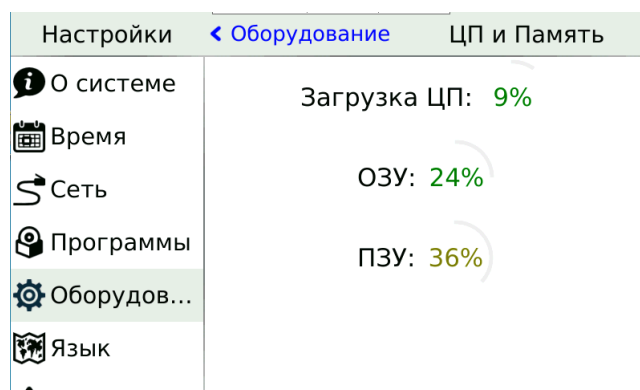 Настройки
Оборудование
ЦП и Память
О системе
Время
Сеть
Программы
Оборудов...
Язык
Загрузка ЦП: 9%
ОЗУ: 24%
ПЗУ: 36%